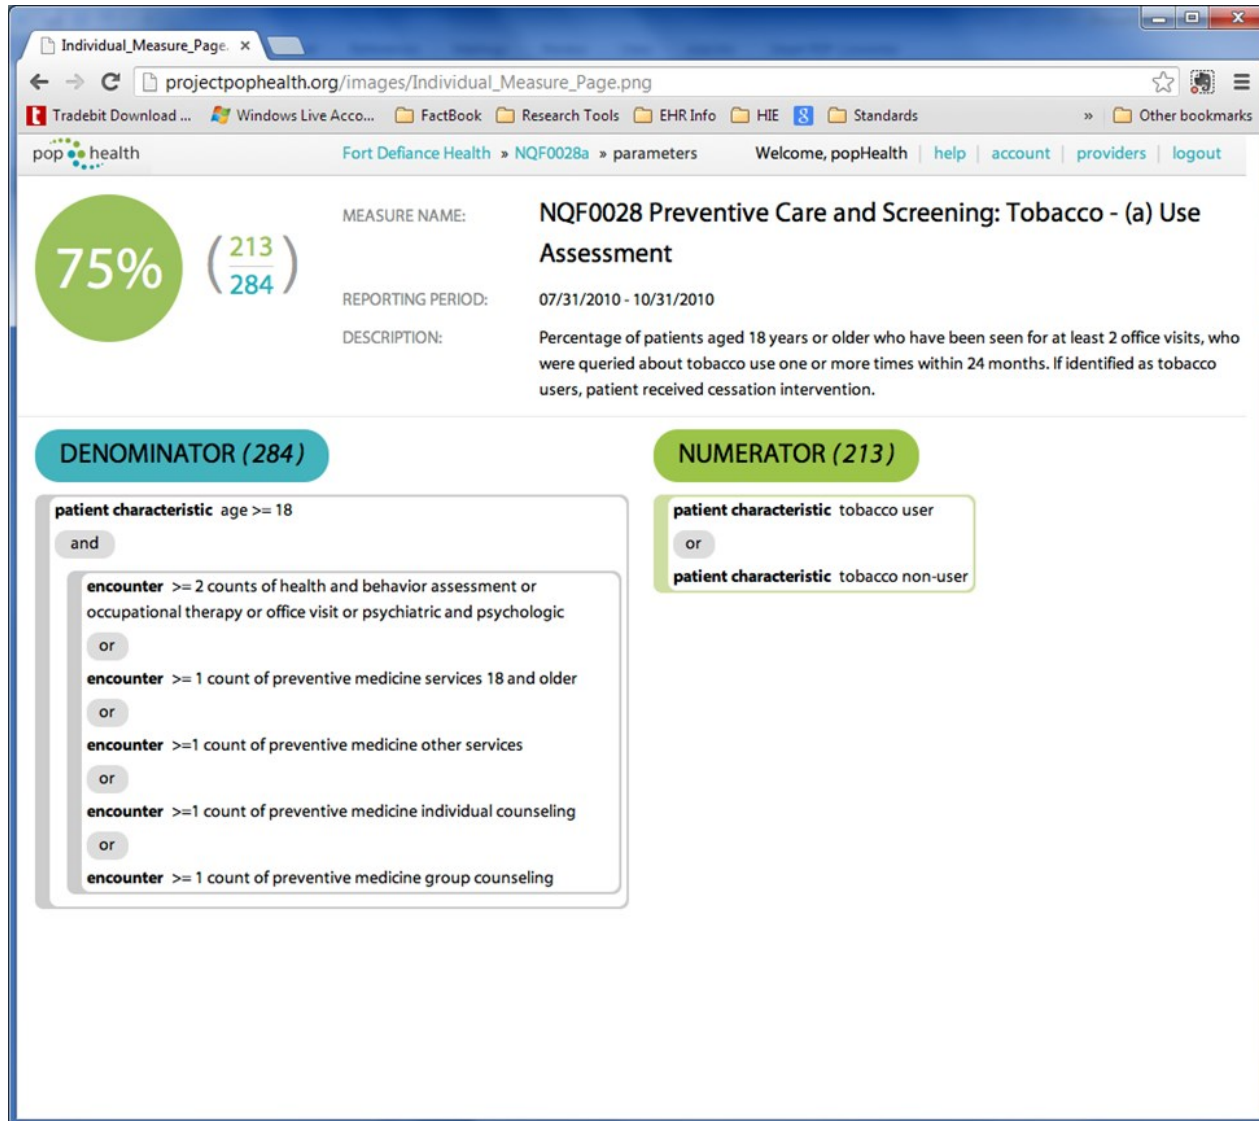 Individual_Measure_Page. ×
projectpophealth.org/images/Individual_Measure_Page.png
t Tradebit Download ... Windows Live Acco... FactBook Research Tools EHR Info HIE 8 Standards » Other bookmarks
pop health Fort Defiance Health » NQF0028a » parameters Welcome, popHealth | help | account | providers | logout
75% (213/284)
MEASURE NAME: NQF0028 Preventive Care and Screening: Tobacco - (a) Use
Assessment
REPORTING PERIOD: 07/31/2010 - 10/31/2010
DESCRIPTION: Percentage of patients aged 18 years or older who have been seen for at least 2 office visits, who
were queried about tobacco use one or more times within 24 months. If identified as tobacco
users, patient received cessation intervention.
DENOMINATOR (284)
patient characteristic age >= 18
and
encounter >= 2 counts of health and behavior assessment or
occupational therapy or office visit or psychiatric and psychologic
or
encounter >= 1 count of preventive medicine services 18 and older
or
encounter >=1 count of preventive medicine other services
or
encounter >=1 count of preventive medicine individual counseling
or
encounter >= 1 count of preventive medicine group counseling
NUMERATOR (213)
patient characteristic tobacco user
or
patient characteristic tobacco non-user